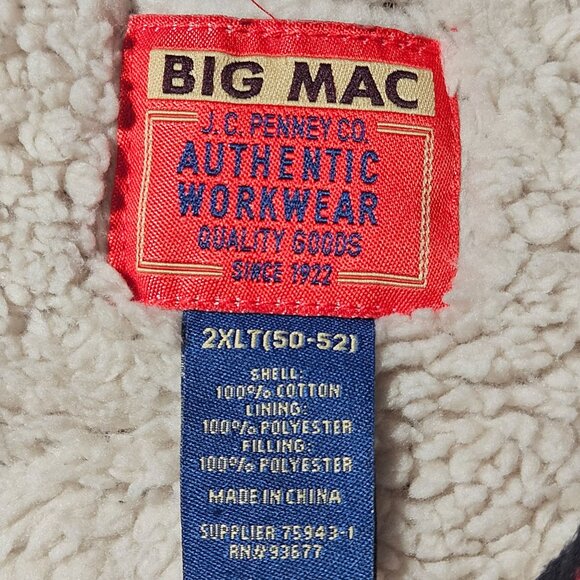 BIG MAC
J.C. PENNEY CO.
AUTHENTIC
WORKWEAR
QUALITY GOODS
SINCE 1922
2XLT(50-52)
SHELL:
100% COTTON
LINING:
100% POLYESTER
FILLING:
100% POLYESTER
MADE IN CHINA
SUPPLIER 75943-1
RN#93677